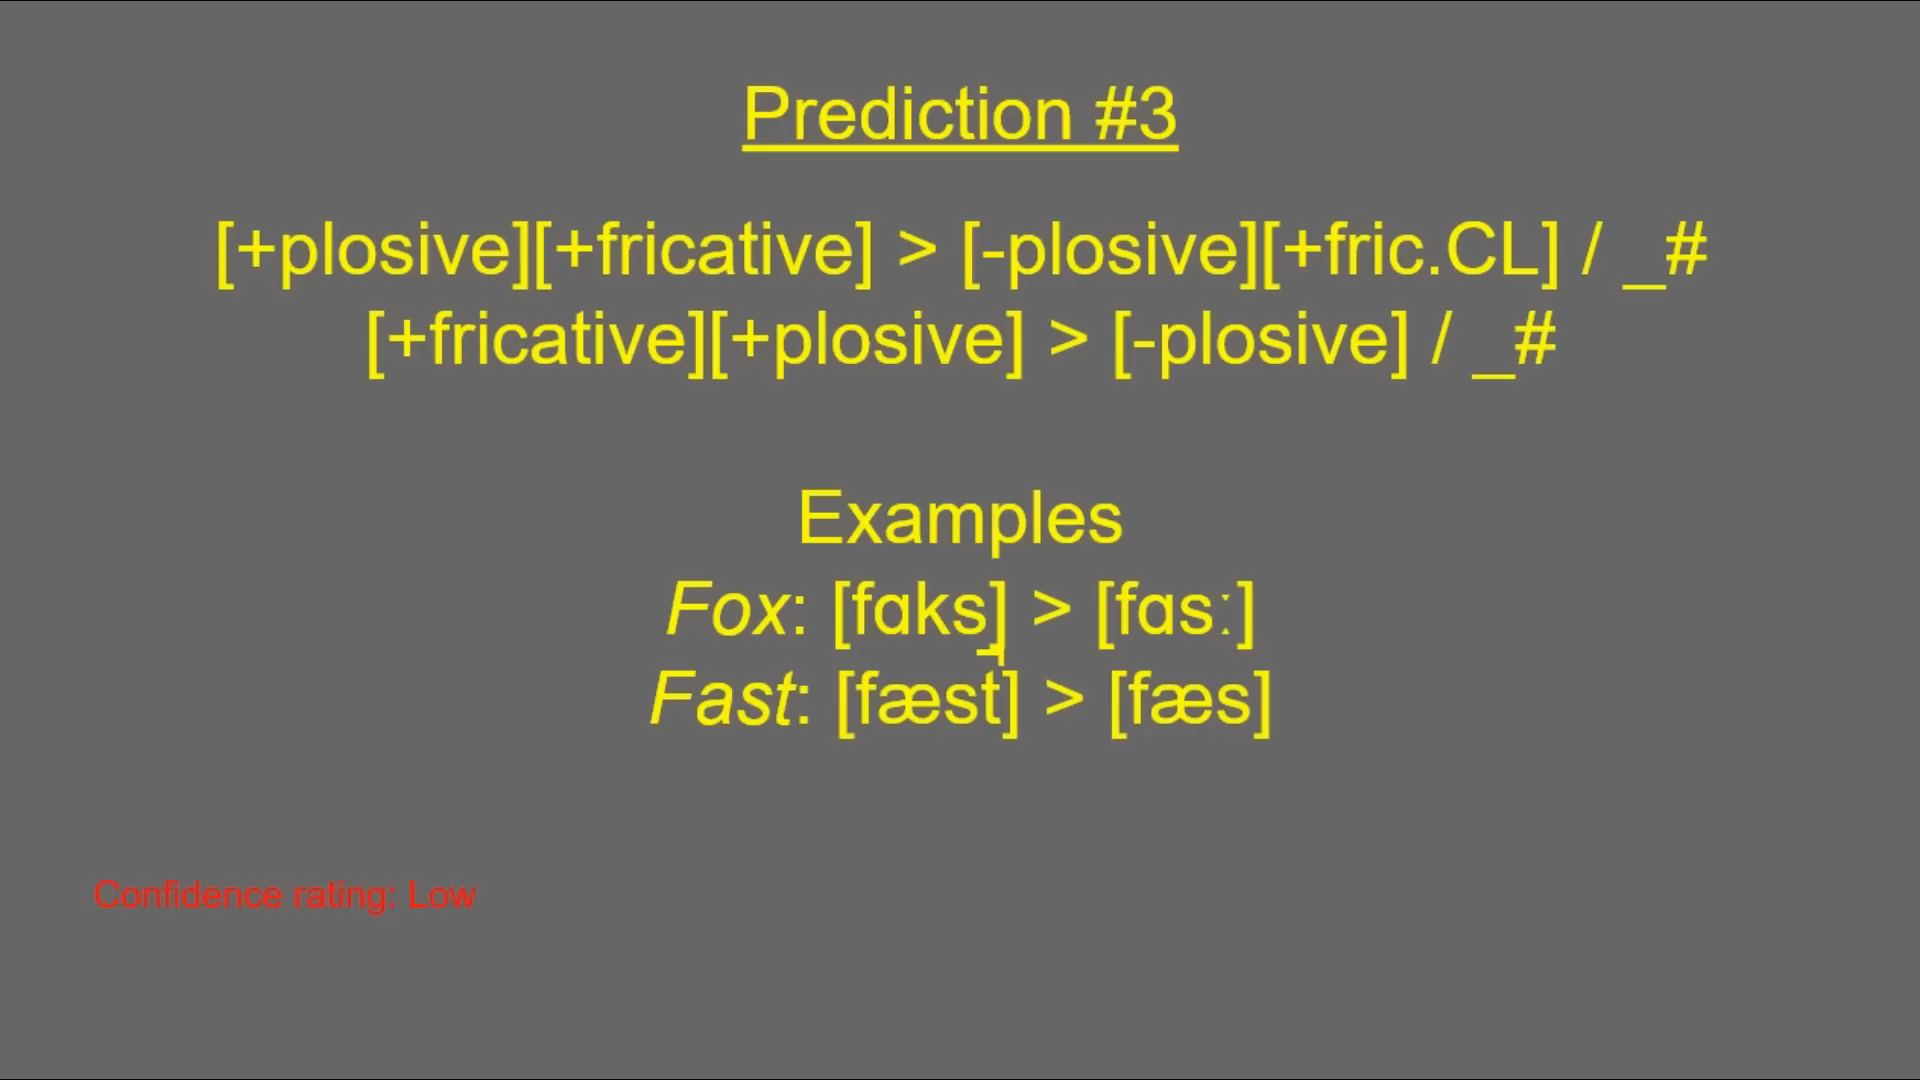 Prediction #3
[+plosive][+fricative] > [-plosive][+fric.CL] / _#
[+fricative][+plosive] > [-plosive] / _#
Examples
Fox: [fɑks̚] > [fɑsː]
Fast: [fæst] > [fæs]
Confidence rating: Low